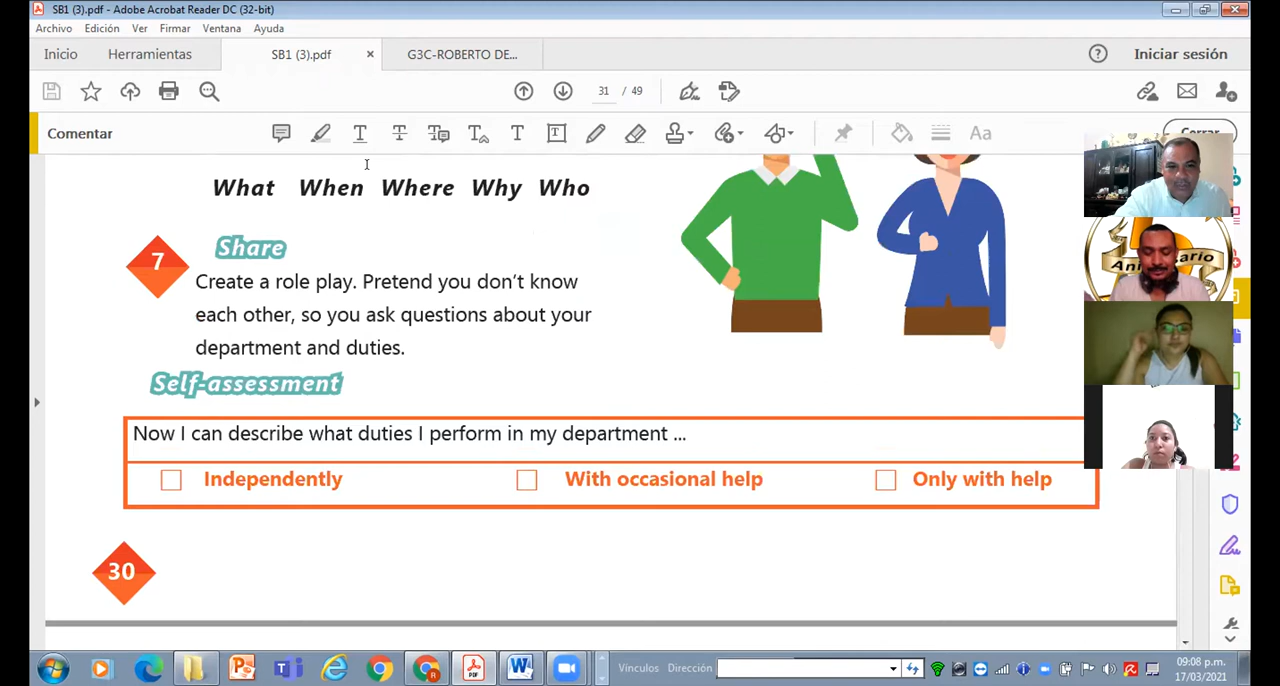 SB1 (3).pdf - Adobe Acrobat Reader DC (32-bit)
Archivo Edición Ver Firmar Ventana Ayuda
Inicio Herramientas SB1 (3).pdf × G3C-ROBERTO DE... ? Iniciar sesión
31 / 49
Comentar Aa
What When Where Why Who
7
Share
Create a role play. Pretend you don't know
each other, so you ask questions about your
department and duties.
Self-assessment
Now I can describe what duties I perform in my department ...
Independently With occasional help Only with help
30
Vínculos Dirección
09:08 p.m.
17/03/2021